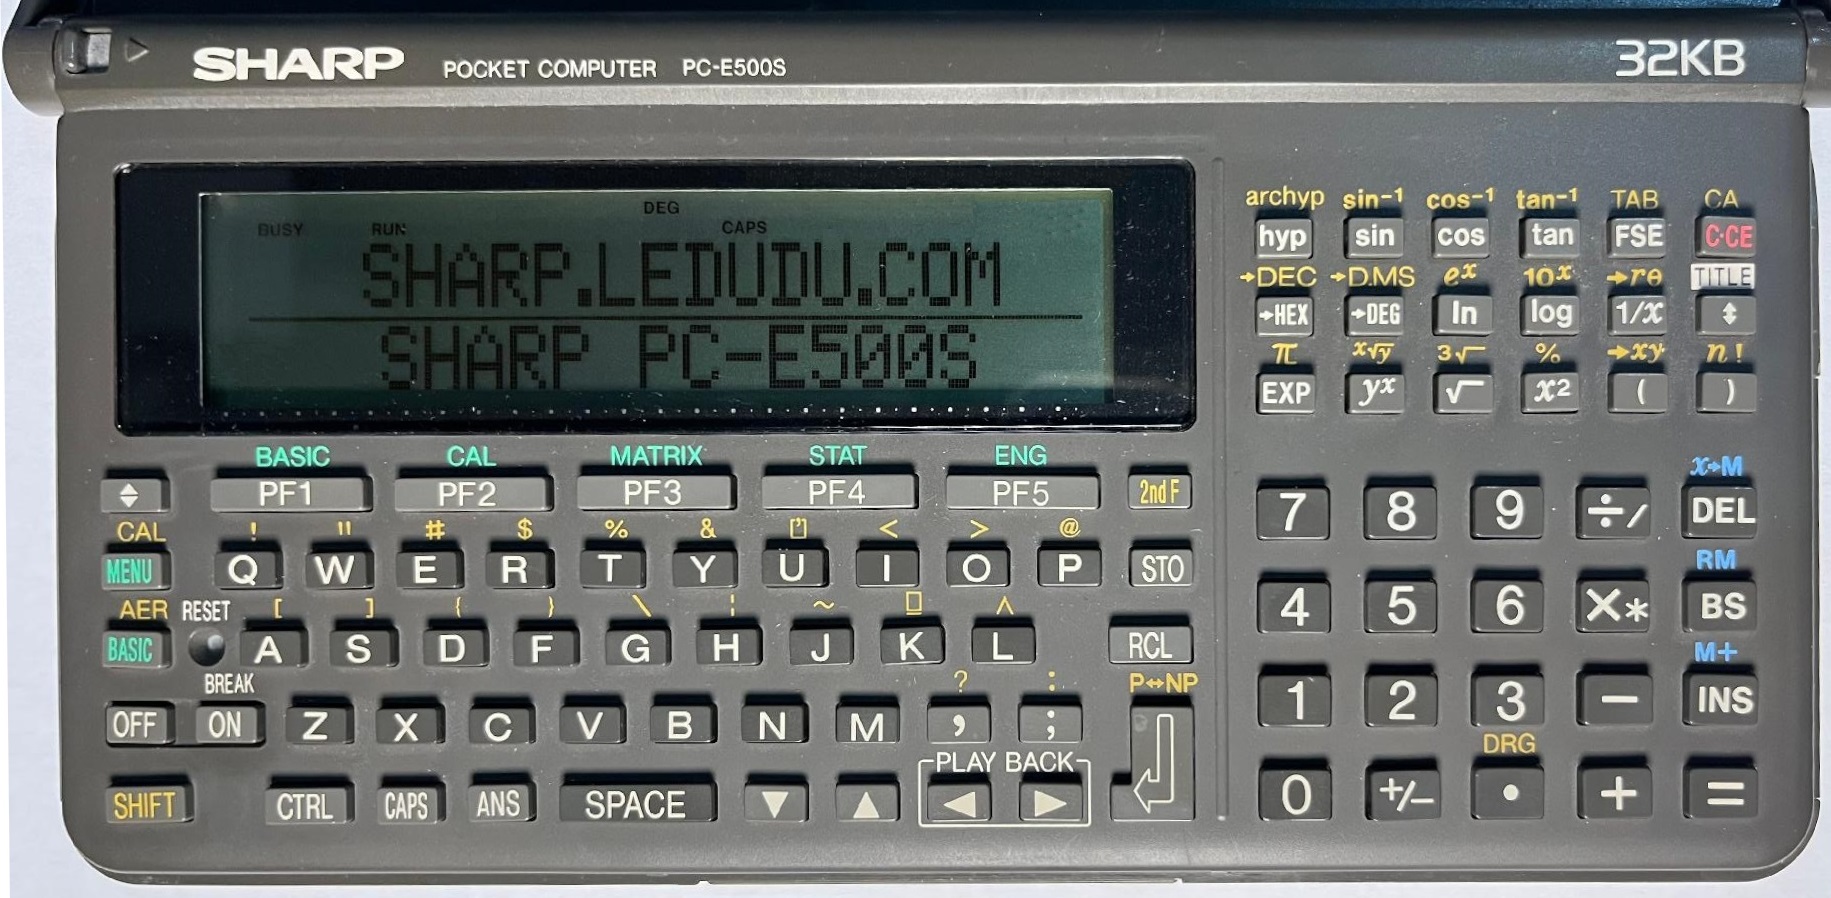 SHARP POCKET COMPUTER PC-E500S 32KB
DEG
BUSY RUN CAPS
SHARP.LEDUDU.COM
SHARP PC-E500S
archyp sin⁻¹ cos⁻¹ tan⁻¹ TAB CA
hyp sin cos tan FSE C·CE
→DEC →D.MS eˣ 10ˣ →rθ TITLE
→HEX →DEG ln log 1/x ⬍
π ˣ√y 3√ % →xy n!
EXP yˣ √ x² ( )
BASIC CAL MATRIX STAT ENG
PF1 PF2 PF3 PF4 PF5 2nd F
CAL ! " # $ % & ['] < > @
MENU Q W E R T Y U I O P STO
AER RESET [ ] { } \ ¦ ~ ▯ ∧
BASIC A S D F G H J K L RCL
BREAK ? : P↔NP
OFF ON Z X C V B N M , ;
PLAY BACK
SHIFT CTRL CAPS ANS SPACE ▼ ▲ ◀ ▶
x→M
7 8 9 ÷/ DEL
RM
4 5 6 ×* BS
M+
1 2 3 − INS
DRG
0 +/− • + =